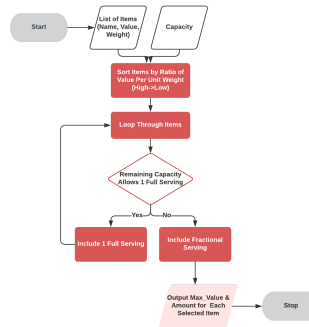 Start
List of Items
(Name, Value,
Weight)
Capacity
Sort Items by Ratio of
Value Per Unit Weight
(High->Low)
Loop Through Items
Remaining Capacity
Allows 1 Full Serving
Yes
No
Include 1 Full Serving
Include Fractional
Serving
Output Max_Value &
Amount for Each
Selected Item
Stop